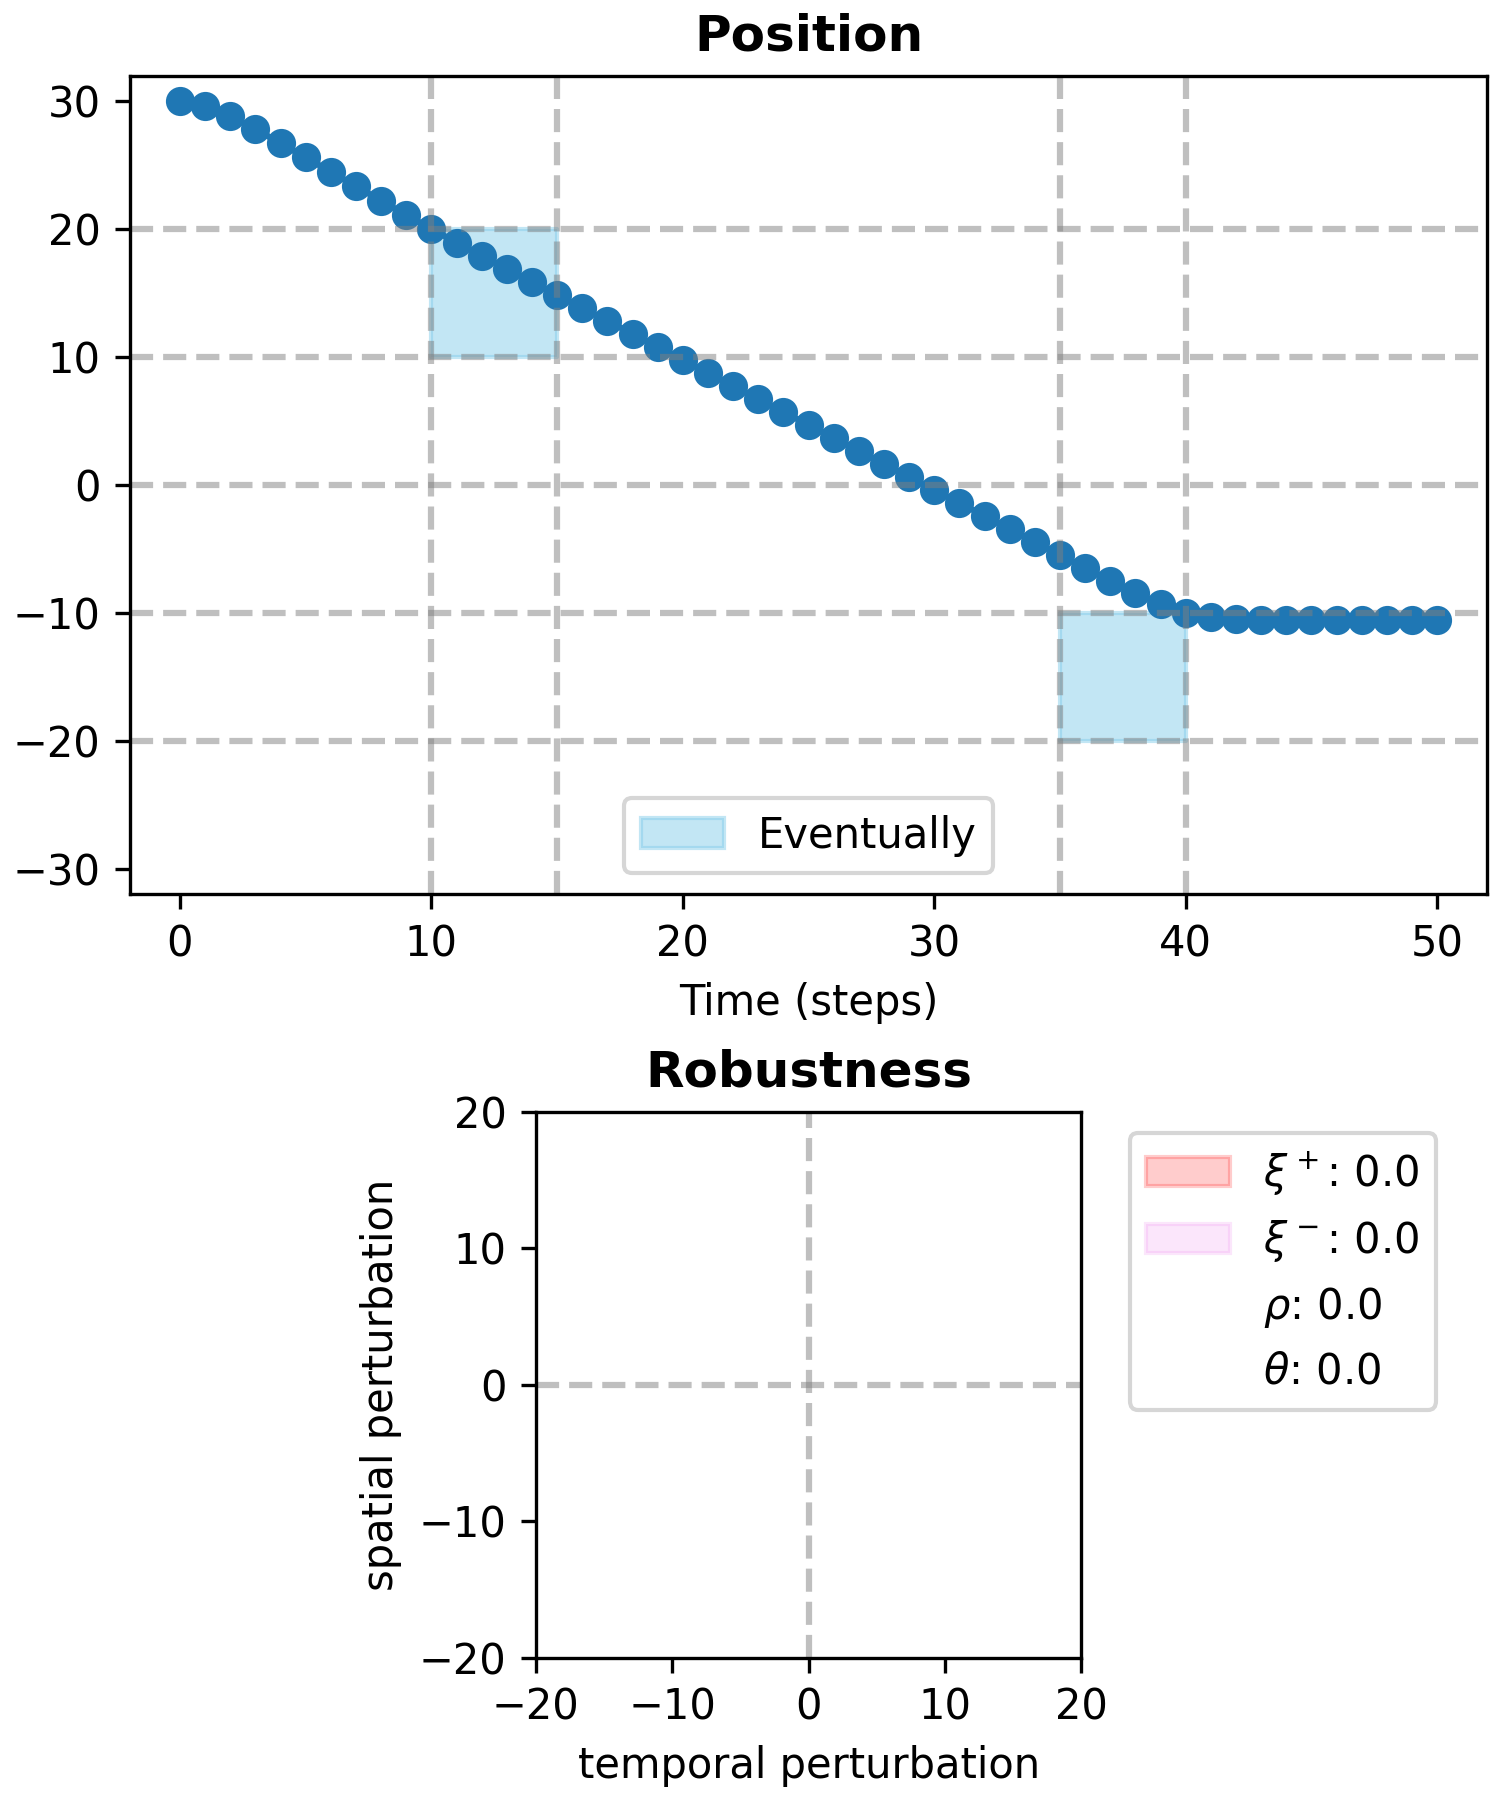 Position
30
20
10
0
−10
−20
−30
Eventually
0 10 20 30 40 50
Time (steps)
Robustness
20
10
0
−10
−20
spatial perturbation
−20 −10 0 10 20
temporal perturbation
ξ⁺: 0.0
ξ⁻: 0.0
ρ: 0.0
θ: 0.0